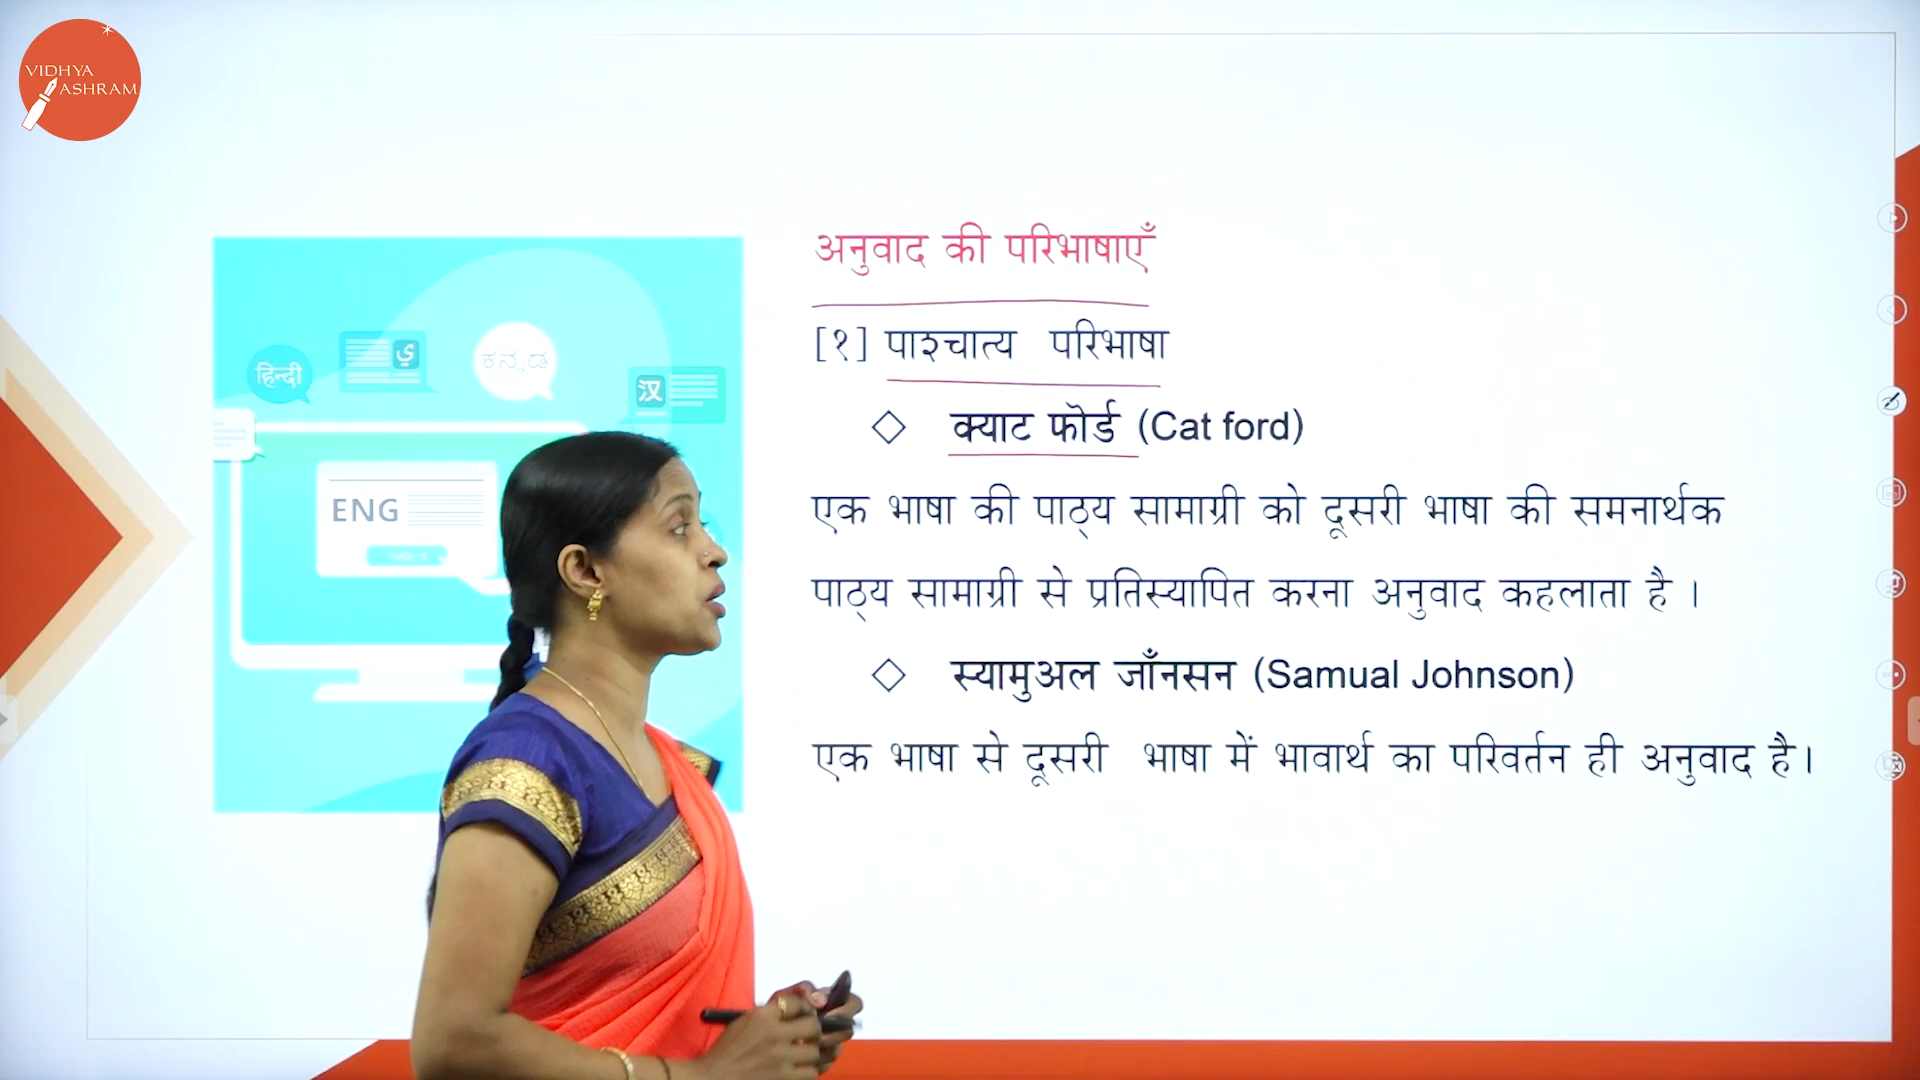 VIDHYA
ASHRAM
अनुवाद की परिभाषाएँ
[१] पाश्चात्य परिभाषा
क्याट फॊर्ड (Cat ford)
एक भाषा की पाठ्य सामाग्री को दूसरी भाषा की समनार्थक
पाठ्य सामाग्री से प्रतिस्यापित करना अनुवाद कहलाता है ।
स्यामुअल जाँनसन (Samual Johnson)
एक भाषा से दूसरी भाषा में भावार्थ का परिवर्तन ही अनुवाद है।
हिन्दी
ي
ಕನ್ನಡ
汉
ENG